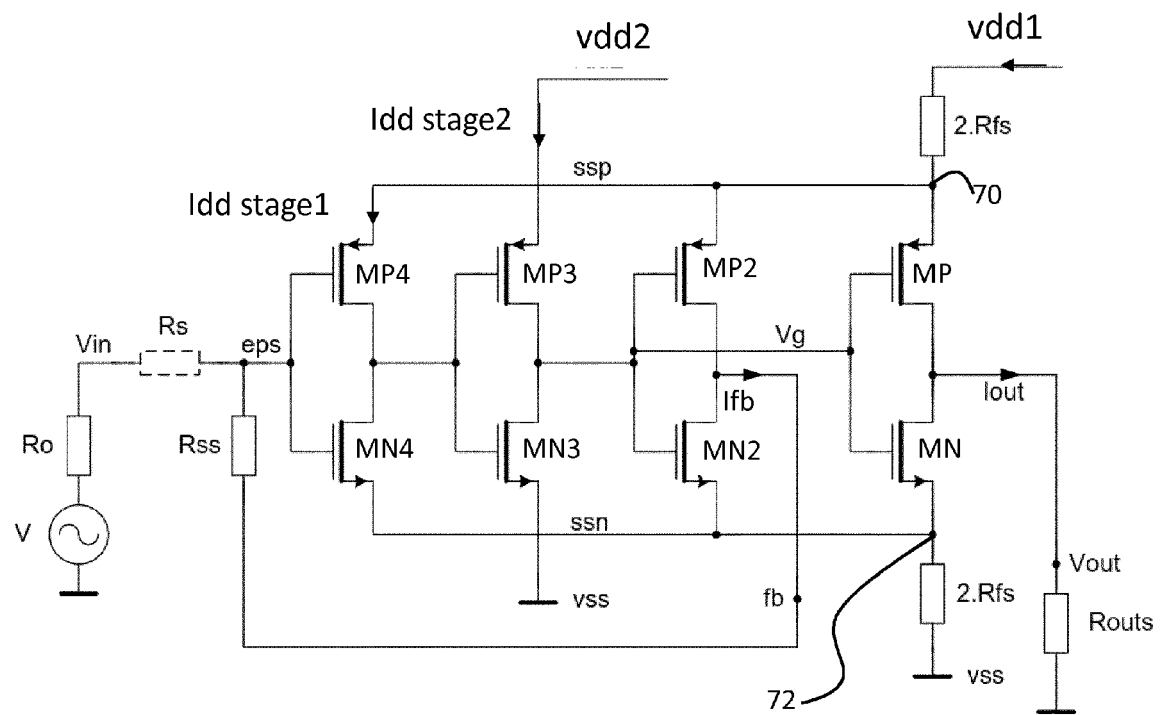 vdd2
vdd1
Idd stage2
2.Rfs
ssp
70
Idd stage1
MP4
MP3
MP2
MP
Vin
Rs
eps
Vg
Ifb
Iout
Ro
Rss
MN4
MN3
MN2
MN
V
ssn
Vout
vss
fb
2.Rfs
Routs
vss
72